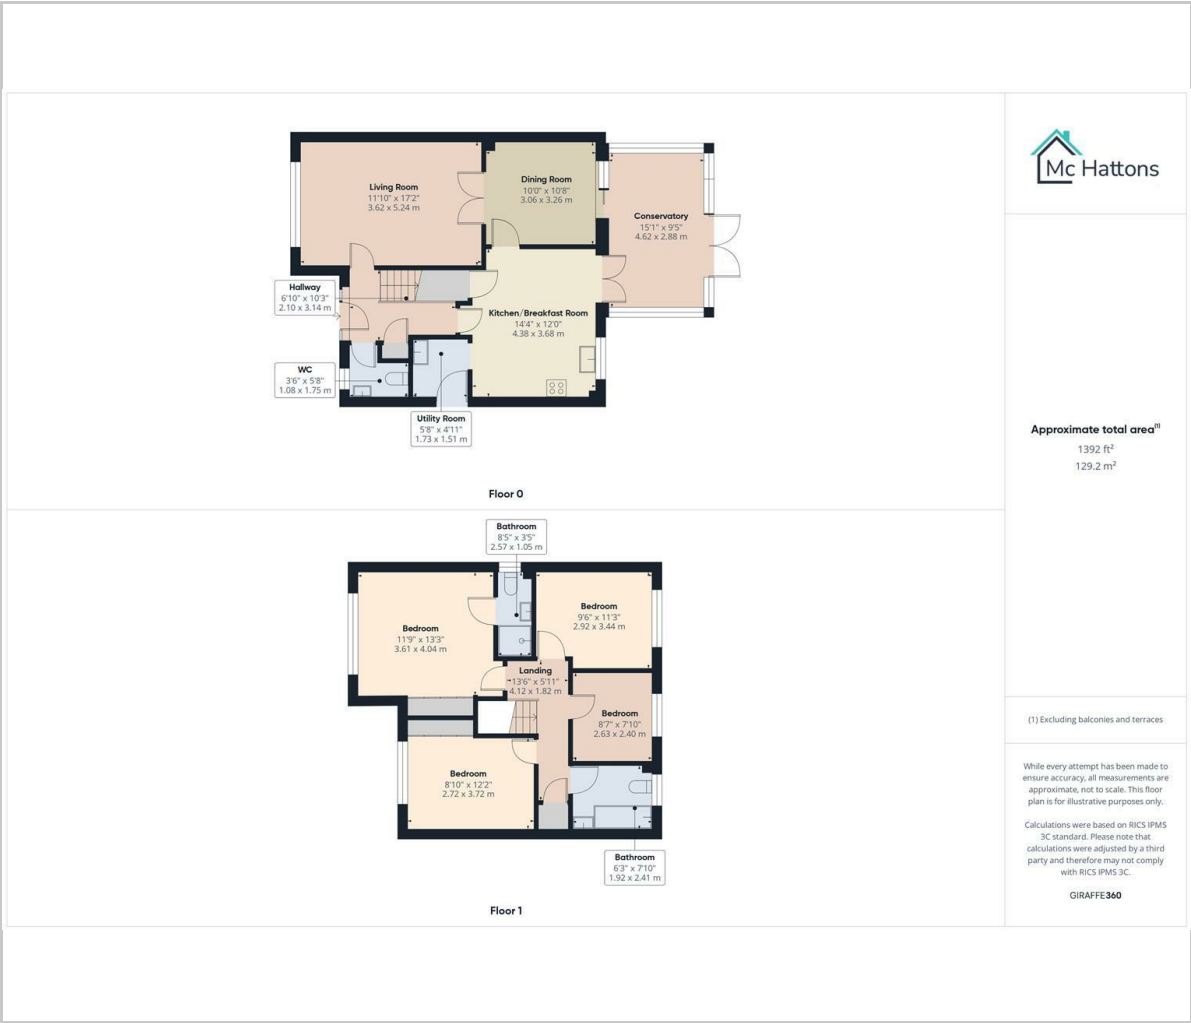 Living Room
11'10" x 17'2"
3.62 x 5.24 m
Dining Room
10'0" x 10'8"
3.06 x 3.26 m
Conservatory
15'1" x 9'5"
4.62 x 2.88 m
Hallway
6'10" x 10'3"
2.10 x 3.14 m
Kitchen/Breakfast Room
14'4" x 12'0"
4.38 x 3.68 m
WC
3'6" x 5'8"
1.08 x 1.75 m
Utility Room
5'8" x 4'11"
1.73 x 1.51 m
Floor 0
Bathroom
8'5" x 3'5"
2.57 x 1.05 m
Bedroom
11'9" x 13'3"
3.61 x 4.04 m
Bedroom
9'6" x 11'3"
2.92 x 3.44 m
Landing
13'6" x 5'11"
4.12 x 1.82 m
Bedroom
8'7" x 7'10"
2.63 x 2.40 m
Bedroom
8'10" x 12'2"
2.72 x 3.72 m
Bathroom
6'3" x 7'10"
1.92 x 2.41 m
Floor 1
Mc Hattons
Approximate total area(1)
1392 ft²
129.2 m²
(1) Excluding balconies and terraces
While every attempt has been made to
ensure accuracy, all measurements are
approximate, not to scale. This floor
plan is for illustrative purposes only.
Calculations were based on RICS IPMS
3C standard. Please note that
calculations were adjusted by a third
party and therefore may not comply
with RICS IPMS 3C.
GIRAFFE360